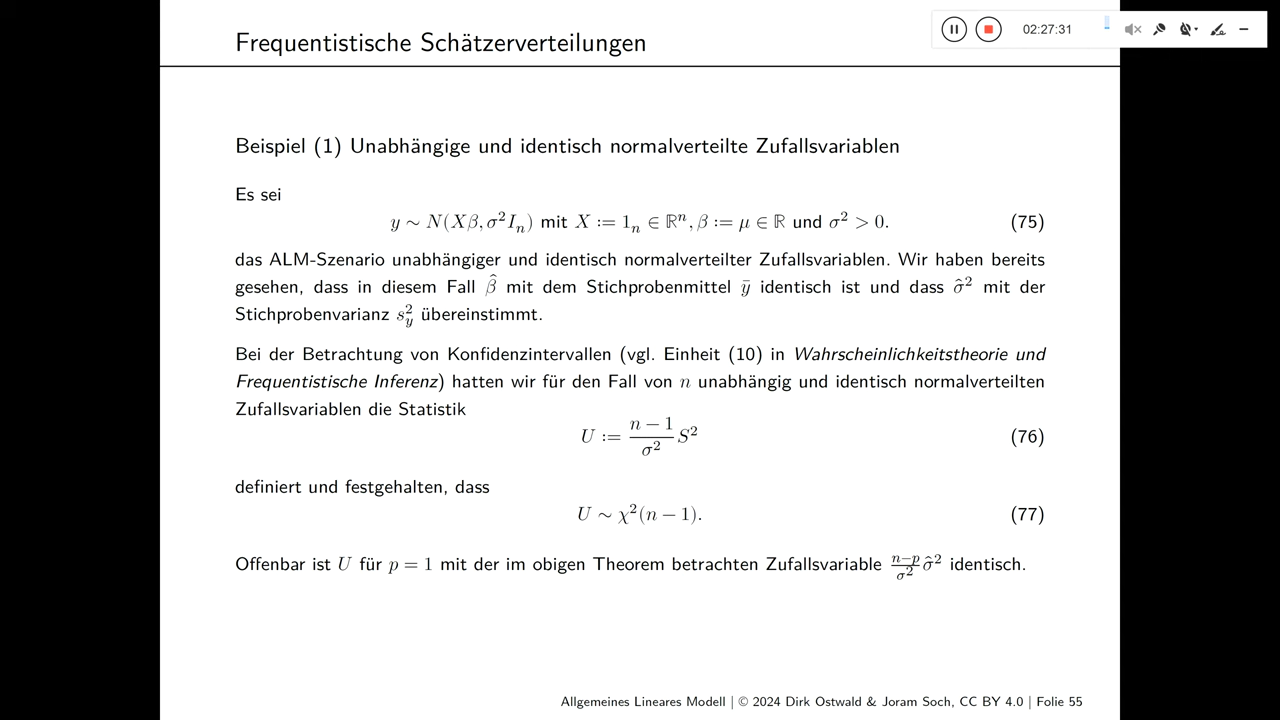 Frequentistische Schätzerverteilungen
02:27:31
Beispiel (1) Unabhängige und identisch normalverteilte Zufallsvariablen
Es sei
y ∼ N(Xβ, σ²Iₙ) mit X := 1ₙ ∈ ℝⁿ, β := μ ∈ ℝ und σ² > 0. (75)
das ALM-Szenario unabhängiger und identisch normalverteilter Zufallsvariablen. Wir haben bereits
gesehen, dass in diesem Fall β̂ mit dem Stichprobenmittel ȳ identisch ist und dass σ̂² mit der
Stichprobenvarianz s²_y übereinstimmt.
Bei der Betrachtung von Konfidenzintervallen (vgl. Einheit (10) in Wahrscheinlichkeitstheorie und
Frequentistische Inferenz) hatten wir für den Fall von n unabhängig und identisch normalverteilten
Zufallsvariablen die Statistik
U := (n − 1)/σ² S² (76)
definiert und festgehalten, dass
U ∼ χ²(n − 1). (77)
Offenbar ist U für p = 1 mit der im obigen Theorem betrachten Zufallsvariable (n−p)/σ² σ̂² identisch.
Allgemeines Lineares Modell | © 2024 Dirk Ostwald & Joram Soch, CC BY 4.0 | Folie 55